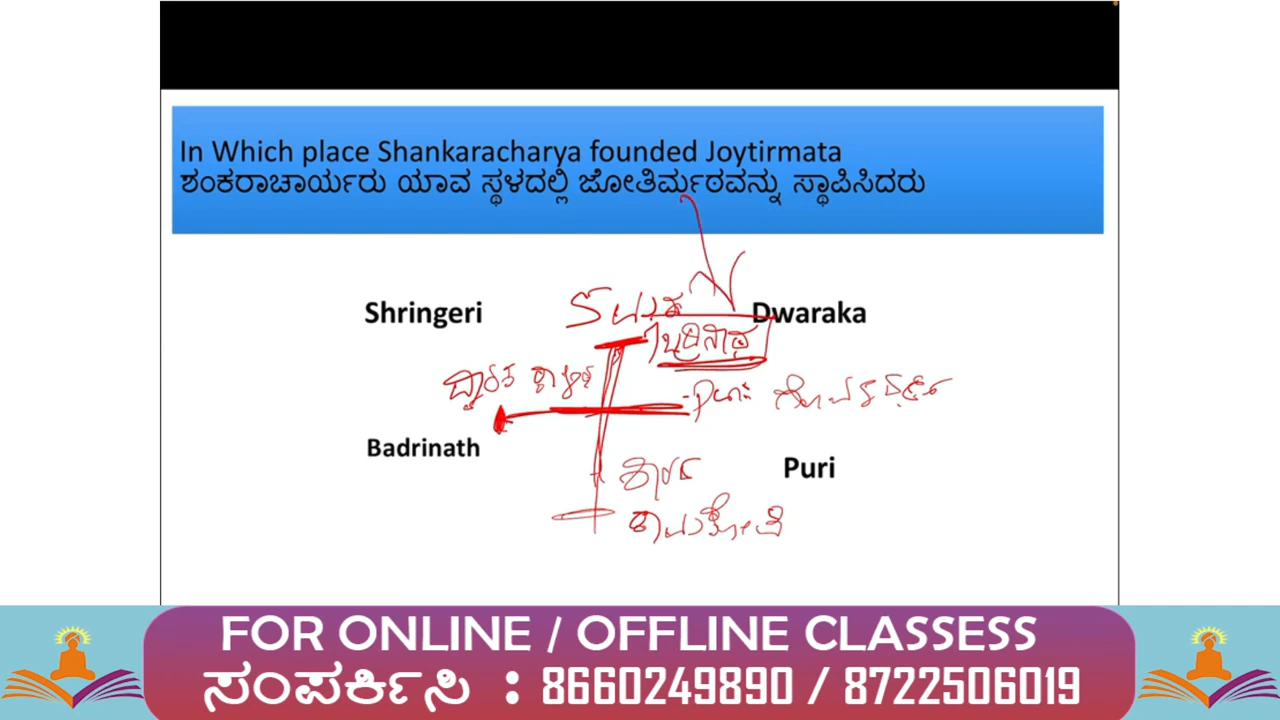 In Which place Shankaracharya founded Joytirmata
ಶಂಕರಾಚಾರ್ಯರು ಯಾವ ಸ್ಥಳದಲ್ಲಿ ಜೋತಿರ್ಮಠವನ್ನು ಸ್ಥಾಪಿಸಿದರು
Shringeri
Dwaraka
ಬದ್ರಿನಾಥ
Badrinath
Puri
FOR ONLINE / OFFLINE CLASSESS
ಸಂಪರ್ಕಿಸಿ : 8660249890 / 8722506019